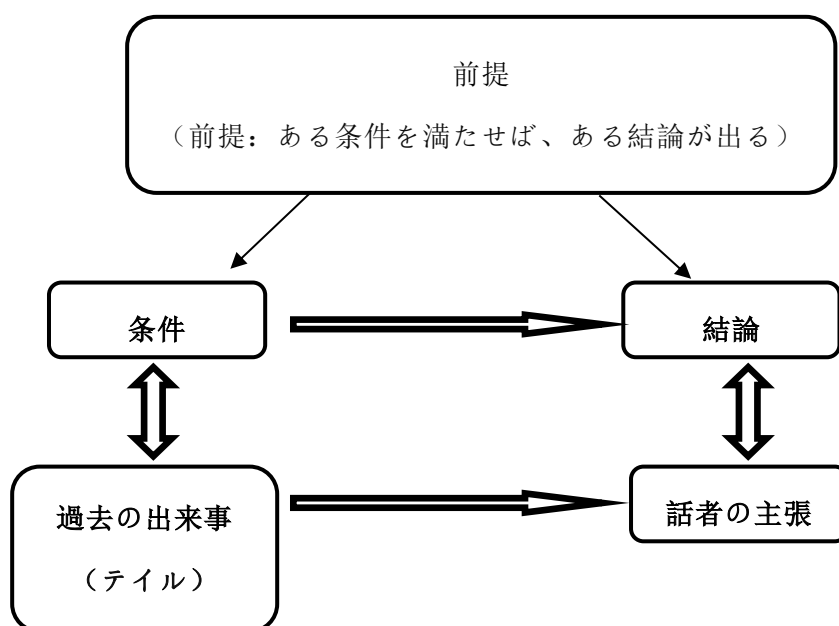 前提
（前提：ある条件を満たせば、ある結論が出る）
条件
結論
過去の出来事
（テイル）
話者の主張